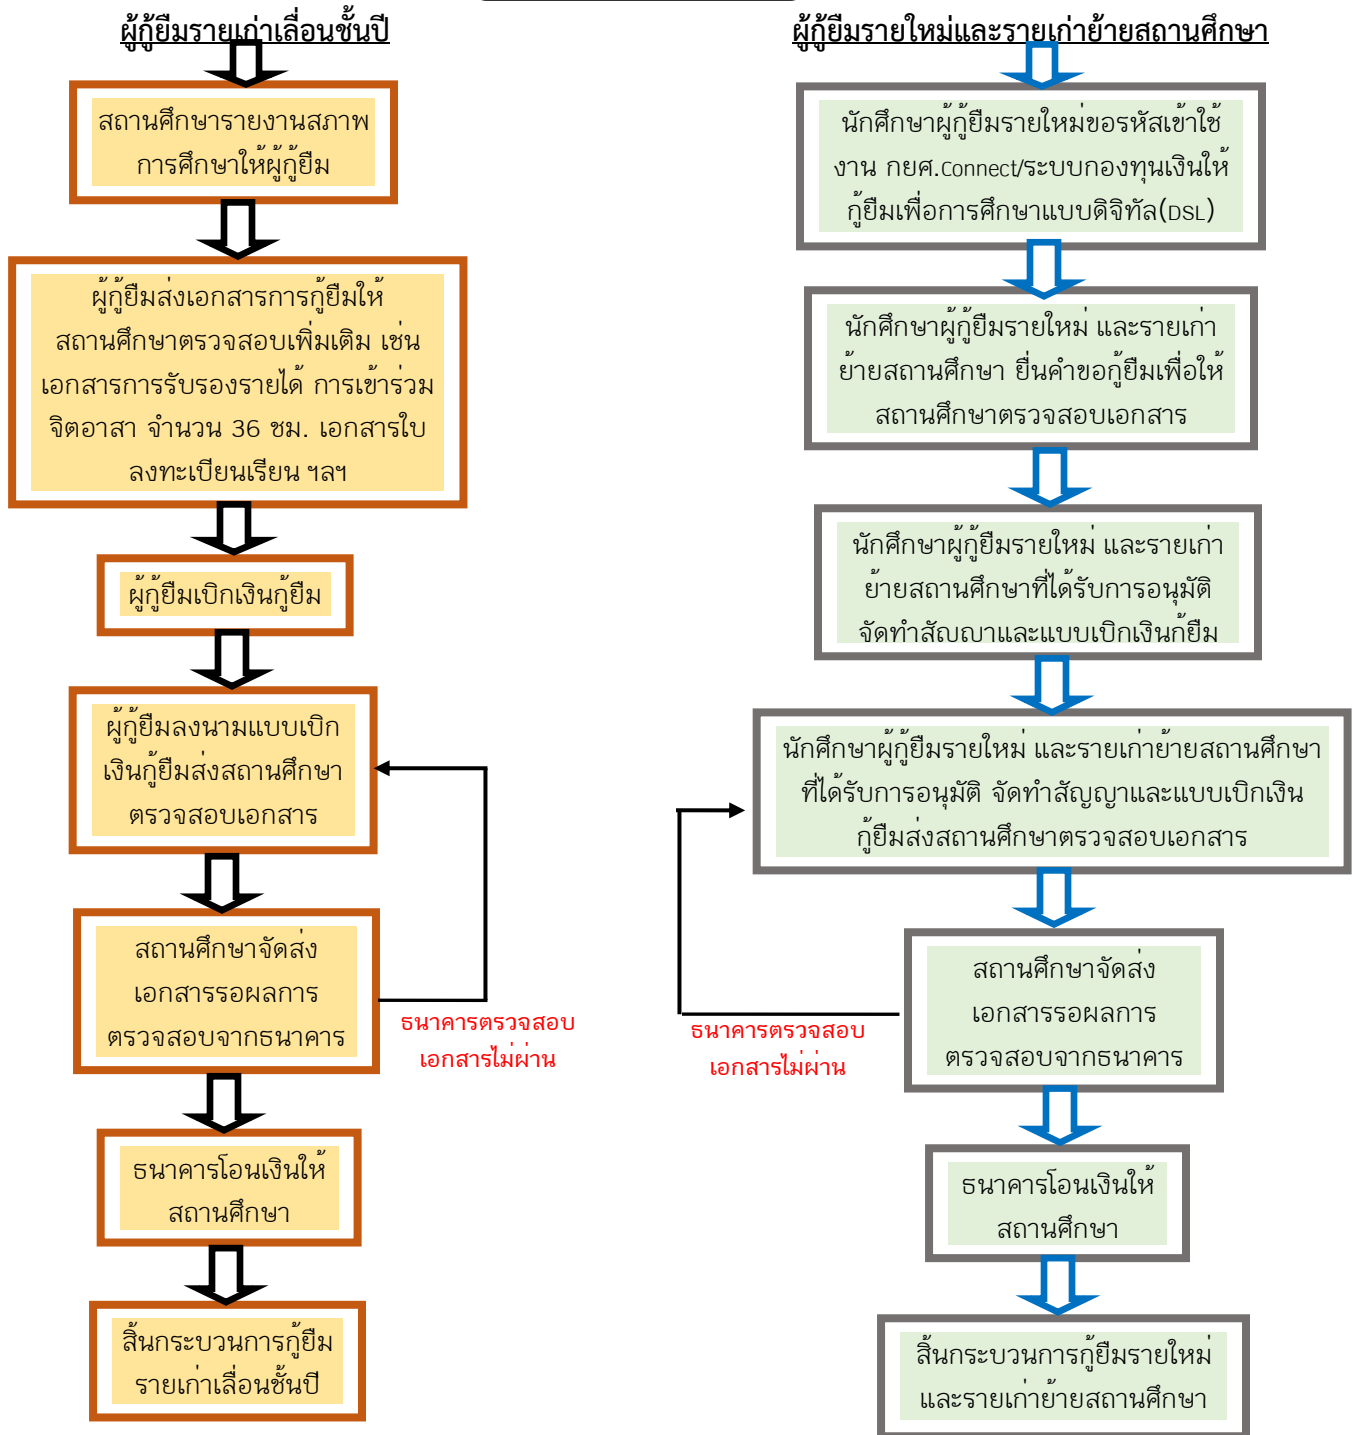 ผู้กู้ยืมรายเก่าเลื่อนชั้นปี
สถานศึกษารายงานสภาพ
การศึกษาให้ผู้กู้ยืม
ผู้กู้ยืมส่งเอกสารการกู้ยืมให้
สถานศึกษาตรวจสอบเพิ่มเติม เช่น
เอกสารการรับรองรายได้ การเข้าร่วม
จิตอาสา จำนวน 36 ชม. เอกสารใบ
ลงทะเบียนเรียน ฯลฯ
ผู้กู้ยืมเบิกเงินกู้ยืม
ผู้กู้ยืมลงนามแบบเบิก
เงินกู้ยืมส่งสถานศึกษา
ตรวจสอบเอกสาร
สถานศึกษาจัดส่ง
เอกสารรอผลการ
ตรวจสอบจากธนาคาร
ธนาคารตรวจสอบ
เอกสารไม่ผ่าน
ธนาคารโอนเงินให้
สถานศึกษา
สิ้นกระบวนการกู้ยืม
รายเก่าเลื่อนชั้นปี
ผู้กู้ยืมรายใหม่และรายเก่าย้ายสถานศึกษา
นักศึกษาผู้กู้ยืมรายใหม่ขอรหัสเข้าใช้
งาน กยศ.Connect/ระบบกองทุนเงินให้
กู้ยืมเพื่อการศึกษาแบบดิจิทัล(DSL)
นักศึกษาผู้กู้ยืมรายใหม่ และรายเก่า
ย้ายสถานศึกษา ยื่นคำขอกู้ยืมเพื่อให้
สถานศึกษาตรวจสอบเอกสาร
นักศึกษาผู้กู้ยืมรายใหม่ และรายเก่า
ย้ายสถานศึกษาที่ได้รับการอนุมัติ
จัดทำสัญญาและแบบเบิกเงินกู้ยืม
นักศึกษาผู้กู้ยืมรายใหม่ และรายเก่าย้ายสถานศึกษา
ที่ได้รับการอนุมัติ จัดทำสัญญาและแบบเบิกเงิน
กู้ยืมส่งสถานศึกษาตรวจสอบเอกสาร
สถานศึกษาจัดส่ง
เอกสารรอผลการ
ตรวจสอบจากธนาคาร
ธนาคารตรวจสอบ
เอกสารไม่ผ่าน
ธนาคารโอนเงินให้
สถานศึกษา
สิ้นกระบวนการกู้ยืมรายใหม่
และรายเก่าย้ายสถานศึกษา